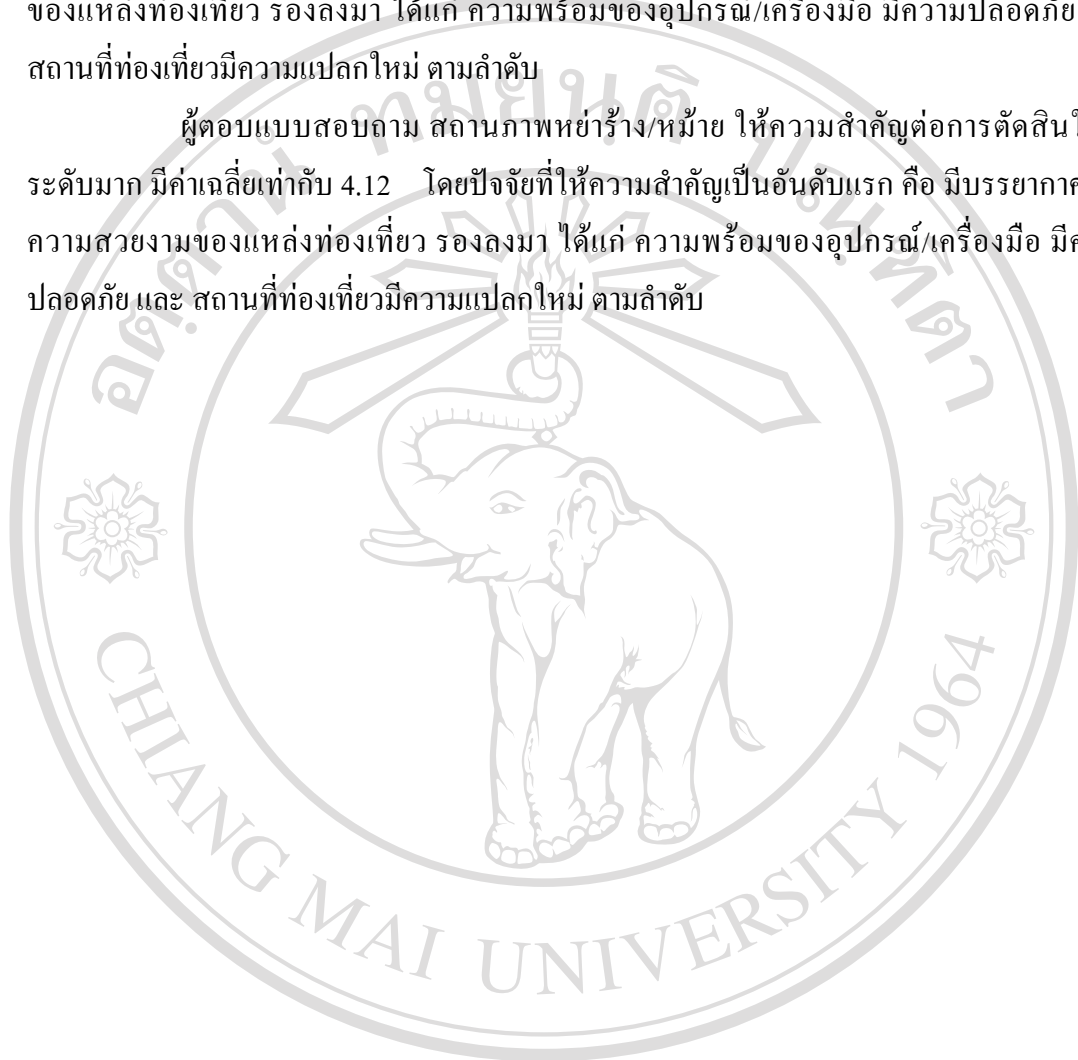 ของแหล่งท่องเที่ยว รองลงมา ได้แก่ ความพร้อมของอุปกรณ์/เครื่องมือ มีความปลอดภัย
สถานที่ท่องเที่ยวมีความแปลกใหม่ ตามลำดับ
ผู้ตอบแบบสอบถาม สถานภาพหย่าร้าง/หม้าย ให้ความสำคัญต่อการตัดสินใ
ระดับมาก มีค่าเฉลี่ยเท่ากับ 4.12 โดยปัจจัยที่ให้ความสำคัญเป็นอันดับแรก คือ มีบรรยากาศ
ความสวยงามของแหล่งท่องเที่ยว รองลงมา ได้แก่ ความพร้อมของอุปกรณ์/เครื่องมือ มีค
ปลอดภัย และ สถานที่ท่องเที่ยวมีความแปลกใหม่ ตามลำดับ
อตฺตานํ ทมยนฺติ ปณฺฑิตา
CHIANG MAI UNIVERSITY 1964